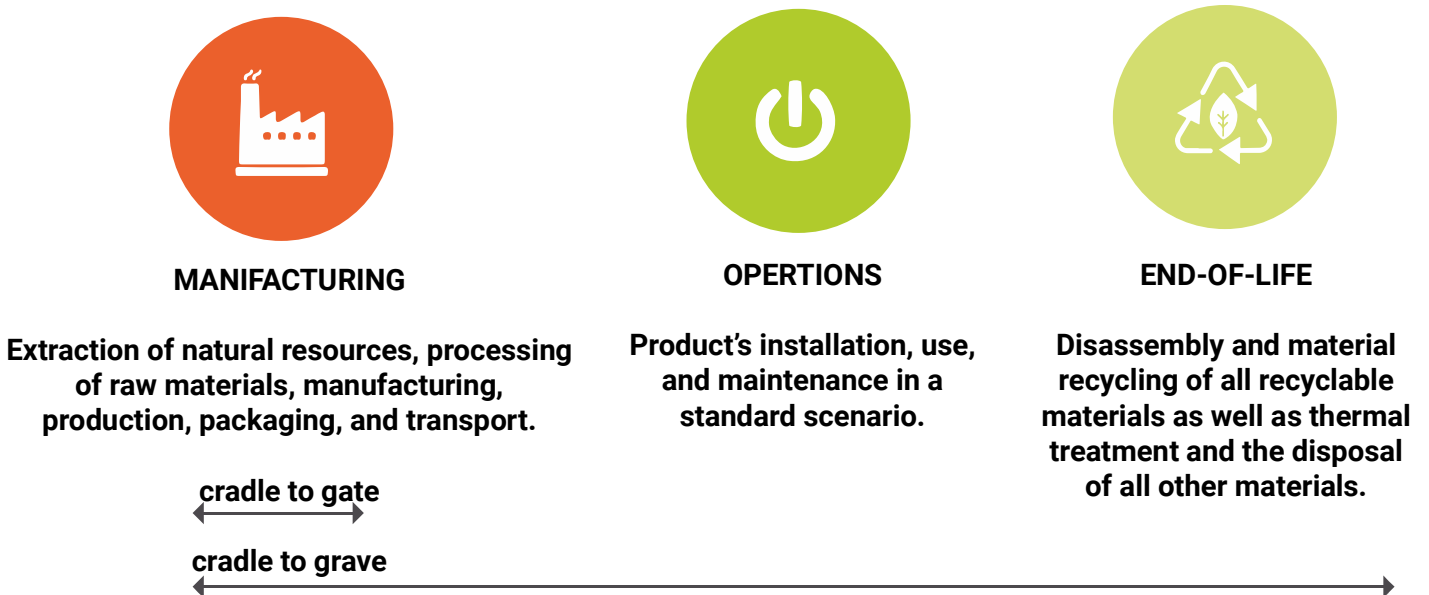 MANIFACTURING
Extraction of natural resources, processing
of raw materials, manufacturing,
production, packaging, and transport.
OPERTIONS
Product’s installation, use,
and maintenance in a
standard scenario.
END-OF-LIFE
Disassembly and material
recycling of all recyclable
materials as well as thermal
treatment and the disposal
of all other materials.
cradle to gate
cradle to grave